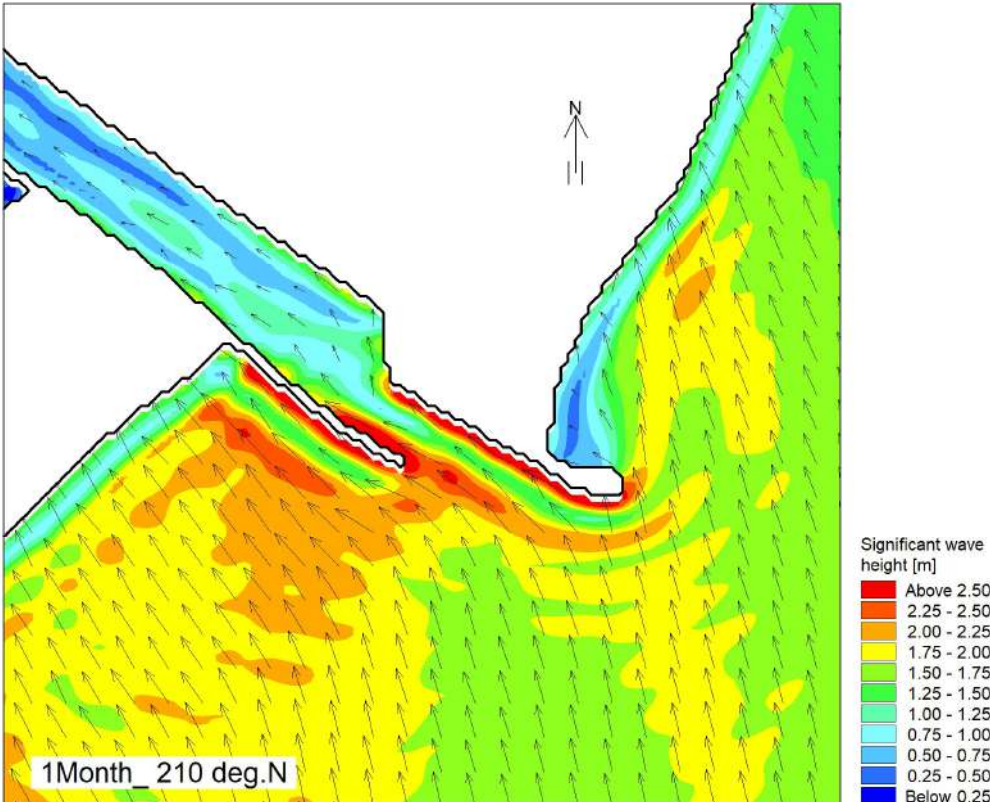 N
Significant wave
height [m]
Above 2.50
2.25 - 2.50
2.00 - 2.25
1.75 - 2.00
1.50 - 1.75
1.25 - 1.50
1.00 - 1.25
0.75 - 1.00
0.50 - 0.75
0.25 - 0.50
Below 0.25
1Month_ 210 deg.N